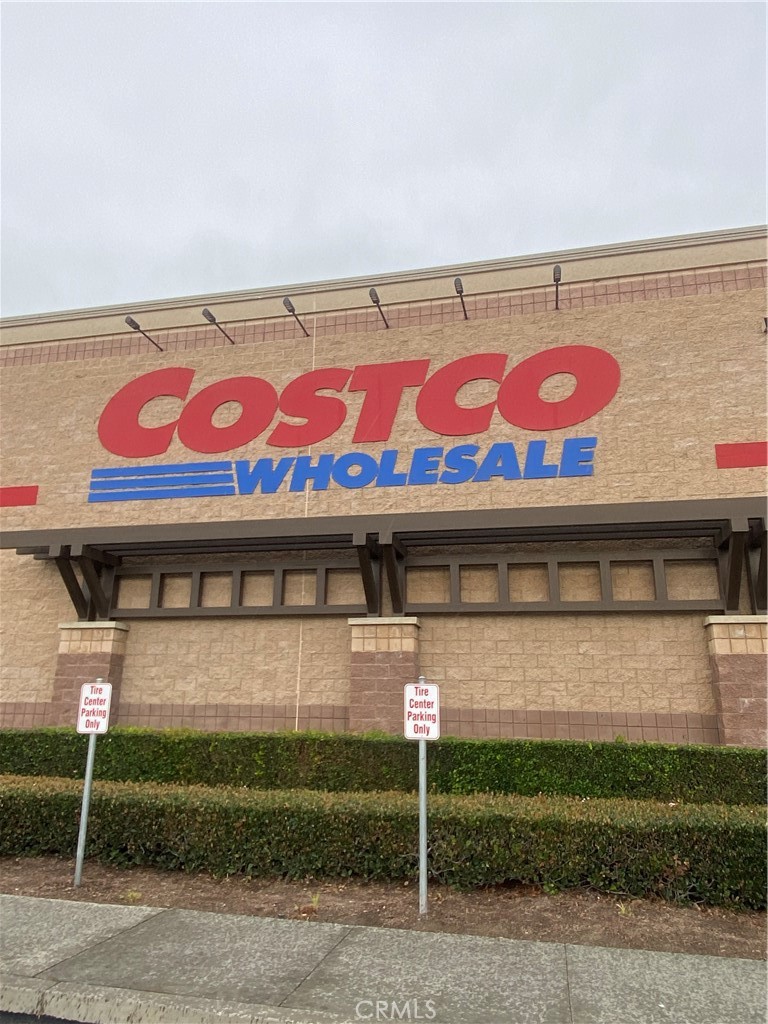 COSTCO
WHOLESALE
Tire
Center
Parking
Only
Tire
Center
Parking
Only
CRMLS